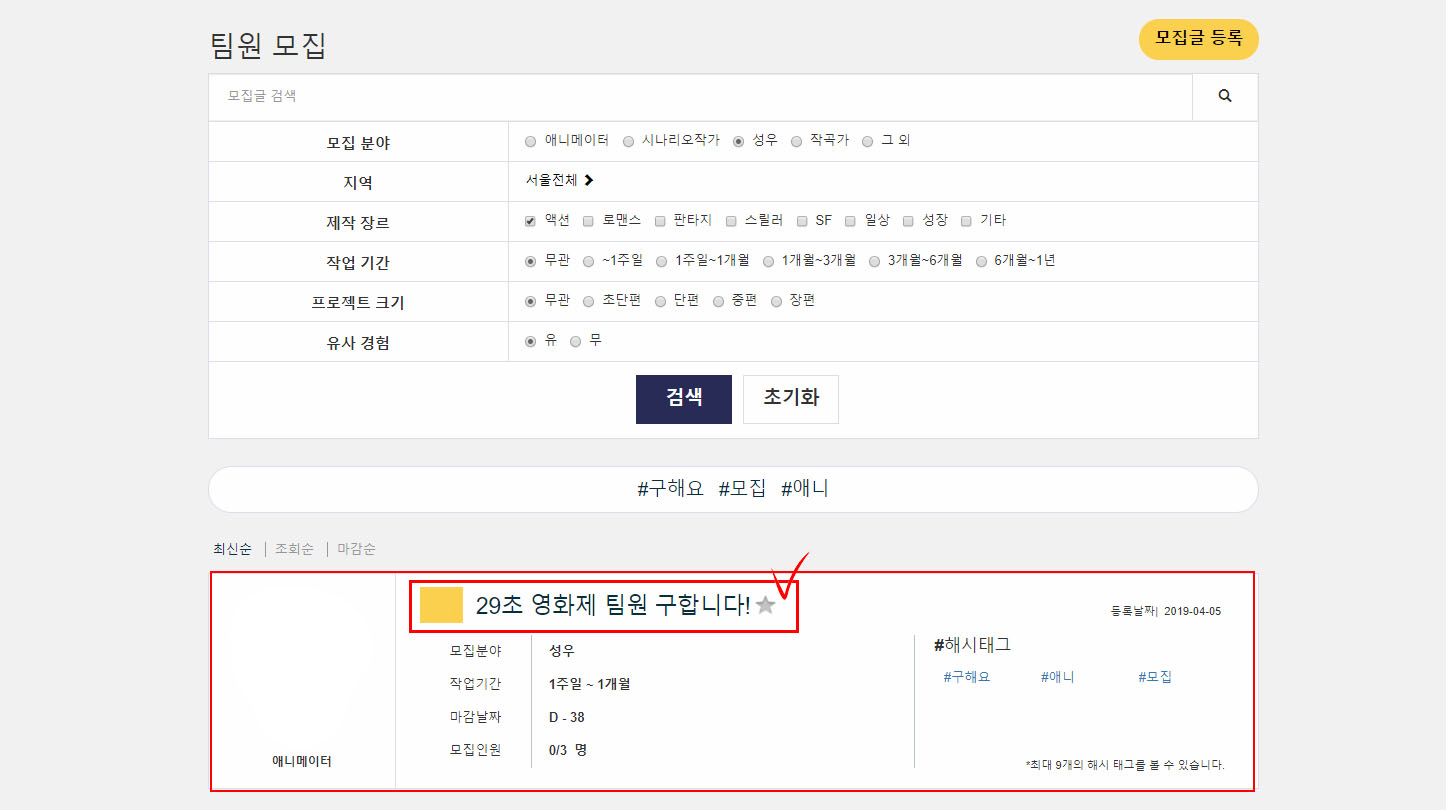 팀원 모집
모집글 등록
모집글 검색
모집 분야 애니메이터 시나리오작가 성우 작곡가 그 외
지역 서울전체
제작 장르 액션 로맨스 판타지 스릴러 SF 일상 성장 기타
작업 기간 무관 ~1주일 1주일~1개월 1개월~3개월 3개월~6개월 6개월~1년
프로젝트 크기 무관 초단편 단편 중편 장편
유사 경험 유 무
검색 초기화
#구해요 #모집 #애니
최신순 조회순 마감순
29초 영화제 팀원 구합니다!
등록날짜| 2019-04-05
모집분야 성우
작업기간 1주일 ~ 1개월
마감날짜 D - 38
모집인원 0/3 명
애니메이터
#해시태그
#구해요 #애니 #모집
*최대 9개의 해시 태그를 볼 수 있습니다.